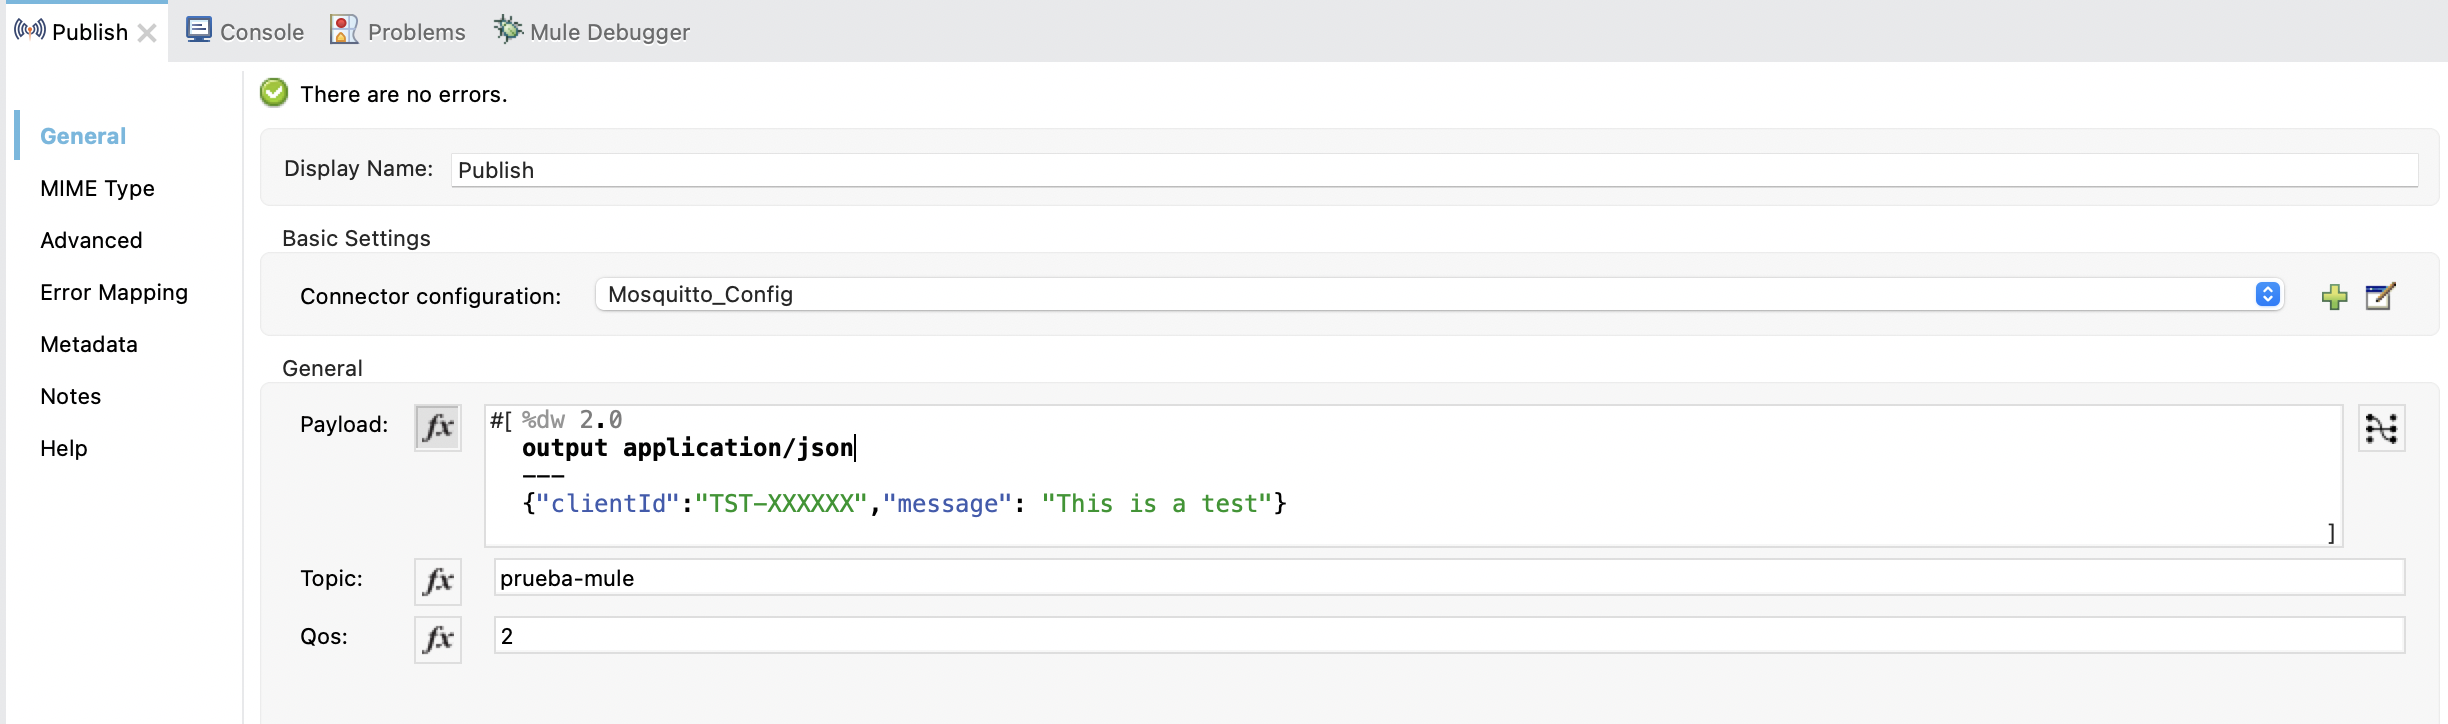 Publish Console Problems Mule Debugger
There are no errors.
General
Display Name: Publish
MIME Type
Advanced
Basic Settings
Error Mapping
Connector configuration: Mosquitto_Config
Metadata
General
Notes
Payload: fx #[ %dw 2.0
output application/json
Help
---
{"clientId":"TST-XXXXXX","message": "This is a test"}
]
Topic: fx prueba-mule
Qos: fx 2